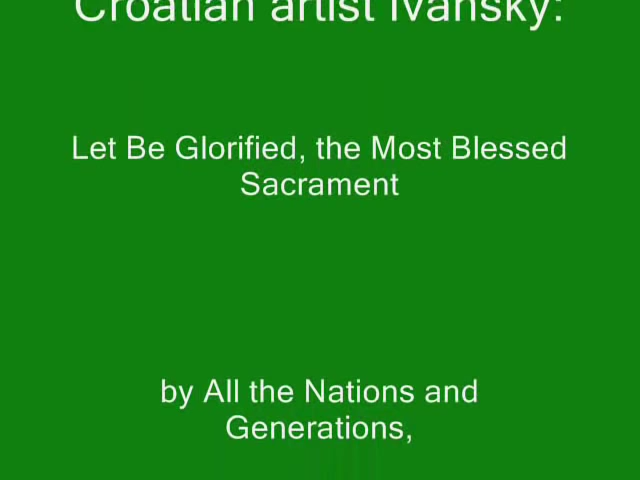 Croatian artist Ivansky:
Let Be Glorified, the Most Blessed
Sacrament
by All the Nations and
Generations,